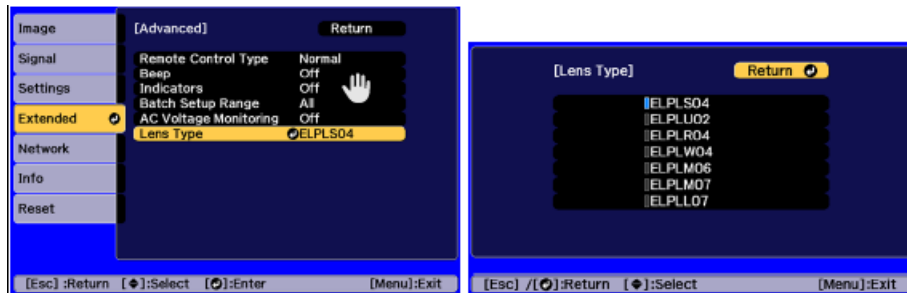 Image
Signal
Settings
Extended
Network
Info
Reset
[Advanced] Return
Remote Control Type Normal
Beep Off
Indicators Off
Batch Setup Range All
AC Voltage Monitoring Off
Lens Type ELPLS04
[Esc] :Return [◆]:Select [⏎]:Enter [Menu]:Exit
[Lens Type] Return
ELPLS04
ELPLU02
ELPLR04
ELPLW04
ELPLM06
ELPLM07
ELPLL07
[Esc] /[⏎]:Return [◆]:Select [Menu]:Exit